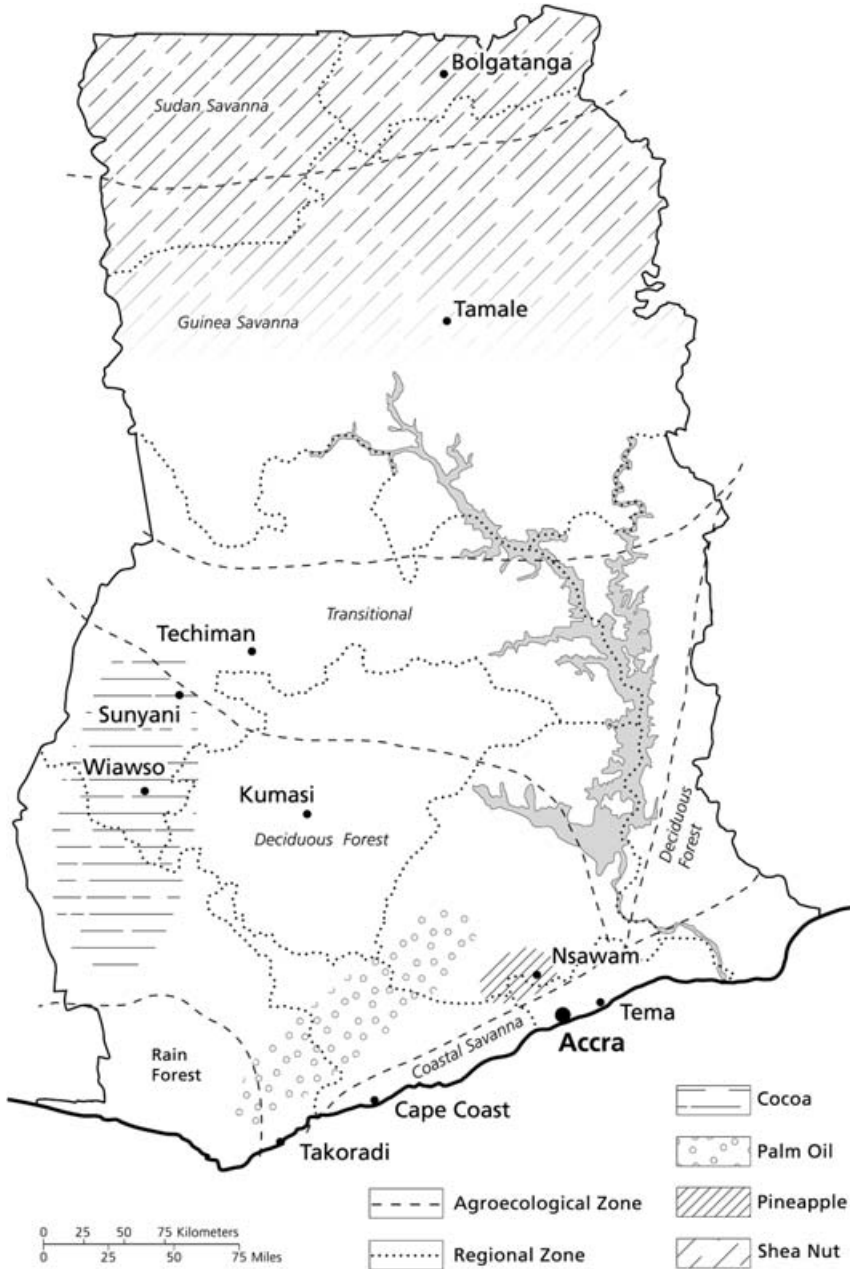 Bolgatanga
Sudan Savanna
Tamale
Guinea Savanna
Transitional
Techiman
Sunyani
Wiawso
Kumasi
Deciduous Forest
Deciduous
Forest
Nsawam
Tema
Coastal Savanna
Accra
Rain
Forest
Cape Coast
Takoradi
Cocoa
Palm Oil
Agroecological Zone
Pineapple
Regional Zone
Shea Nut
0 25 50 75 Kilometers
0 25 50 75 Miles